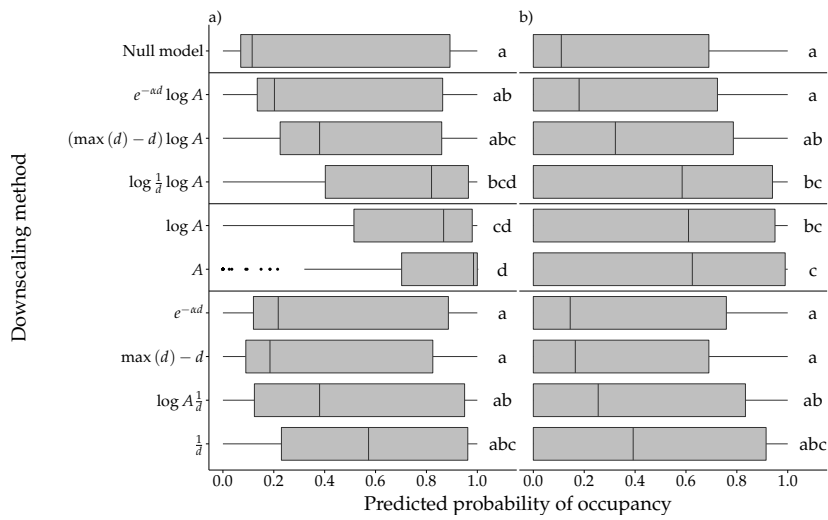 a) b)
Null model a a
e^{-αd} log A ab a
(max (d) − d) log A abc ab
log 1/d log A bcd bc
log A cd bc
A d c
e^{-αd} a a
max (d) − d a a
log A 1/d ab ab
1/d abc abc
0.0 0.2 0.4 0.6 0.8 1.0 0.0 0.2 0.4 0.6 0.8 1.0
Predicted probability of occupancy
Downscaling method